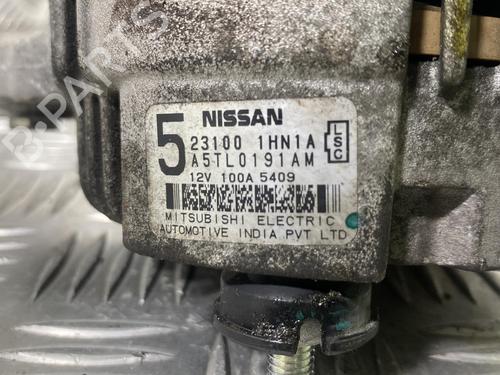 B-PARTS
NISSAN
5 23100 1HN1A
A5TL0191AM
12V 100A 5409
LSC
MITSUBISHI ELECTRIC
AUTOMOTIVE INDIA PVT LTD